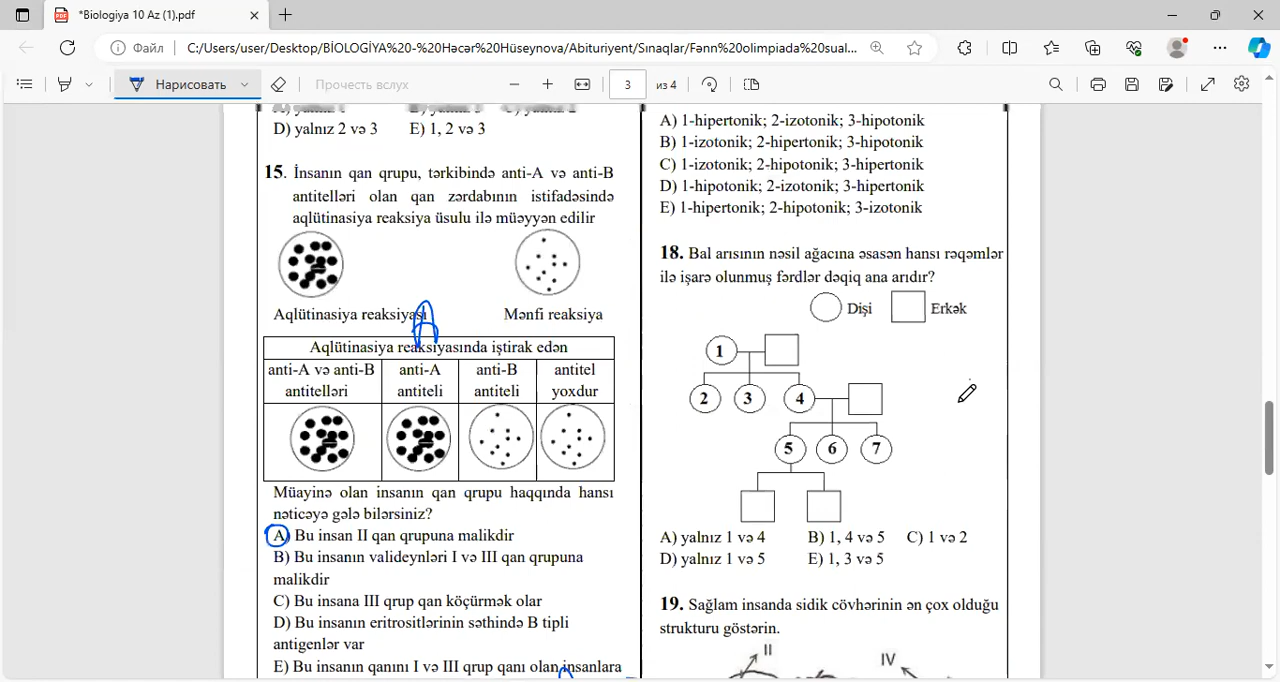 *Biologiya 10 Az (1).pdf
Файл
C:/Users/user/Desktop/BİOLOGİYA%20-%20Həcər%20Hüseynova/Abituriyent/Sınaqlar/Fənn%20olimpiada%20sual...
Нарисовать
Прочесть вслух
3
из 4
D) yalnız 2 və 3 E) 1, 2 və 3
15. İnsanın qan qrupu, tərkibində anti-A və anti-B
antitelləri olan qan zərdabının istifadəsində
aqlütinasiya reaksiya üsulu ilə müəyyən edilir
Aqlütinasiya reaksiyası
Mənfi reaksiya
A
Aqlütinasiya reaksiyasında iştirak edən
anti-A və anti-B
antitelləri
anti-A
antiteli
anti-B
antiteli
antitel
yoxdur
Müayinə olan insanın qan qrupu haqqında hansı
nəticəyə gələ bilərsiniz?
A) Bu insan II qan qrupuna malikdir
B) Bu insanın valideynləri I və III qan qrupuna
malikdir
C) Bu insana III qrup qan köçürmək olar
D) Bu insanın eritrositlərinin səthində B tipli
antigenlər var
E) Bu insanın qanını I və III qrup qanı olan insanlara
A) 1-hipertonik; 2-izotonik; 3-hipotonik
B) 1-izotonik; 2-hipertonik; 3-hipotonik
C) 1-izotonik; 2-hipotonik; 3-hipertonik
D) 1-hipotonik; 2-izotonik; 3-hipertonik
E) 1-hipertonik; 2-hipotonik; 3-izotonik
18. Bal arısının nəsil ağacına əsasən hansı rəqəmlər
ilə işarə olunmuş fərdlər dəqiq ana arıdır?
Dişi
Erkək
1
2 3 4
5 6 7
A) yalnız 1 və 4 B) 1, 4 və 5 C) 1 və 2
D) yalnız 1 və 5 E) 1, 3 və 5
19. Sağlam insanda sidik cövhərinin ən çox olduğu
strukturu göstərin.
II
IV